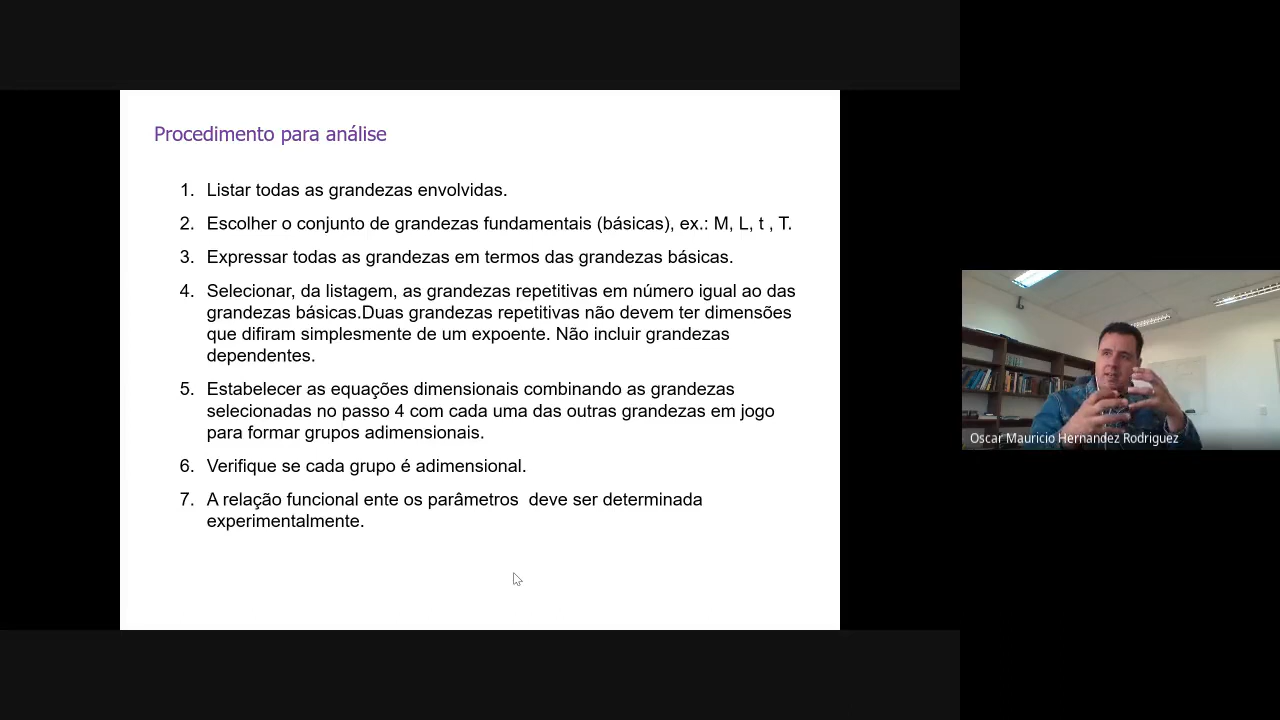 Procedimento para análise
1. Listar todas as grandezas envolvidas.
2. Escolher o conjunto de grandezas fundamentais (básicas), ex.: M, L, t , T.
3. Expressar todas as grandezas em termos das grandezas básicas.
4. Selecionar, da listagem, as grandezas repetitivas em número igual ao das
grandezas básicas.Duas grandezas repetitivas não devem ter dimensões
que difiram simplesmente de um expoente. Não incluir grandezas
dependentes.
5. Estabelecer as equações dimensionais combinando as grandezas
selecionadas no passo 4 com cada uma das outras grandezas em jogo
para formar grupos adimensionais.
6. Verifique se cada grupo é adimensional.
7. A relação funcional ente os parâmetros  deve ser determinada
experimentalmente.
Oscar Mauricio Hernandez Rodriguez